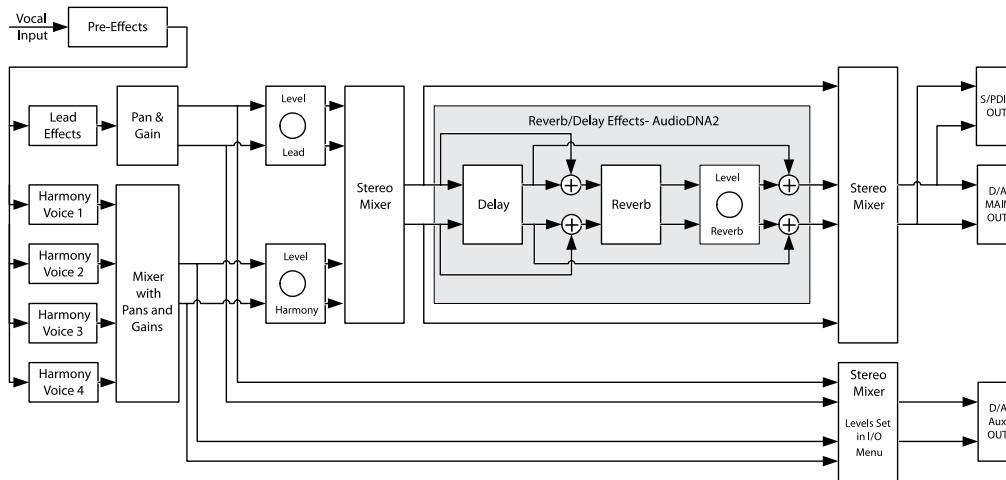 Vocal
Input
Pre-Effects
Lead
Effects
Pan &
Gain
Level
Lead
Stereo
Mixer
Reverb/Delay Effects- AudioDNA2
Delay
Reverb
Level
Reverb
Stereo
Mixer
S/PDI
OUT
D/A
MAIN
OUT
Harmony
Voice 1
Harmony
Voice 2
Harmony
Voice 3
Harmony
Voice 4
Mixer
with
Pans and
Gains
Level
Harmony
Stereo
Mixer
Levels Set
in I/O
Menu
D/A
Aux
OUT